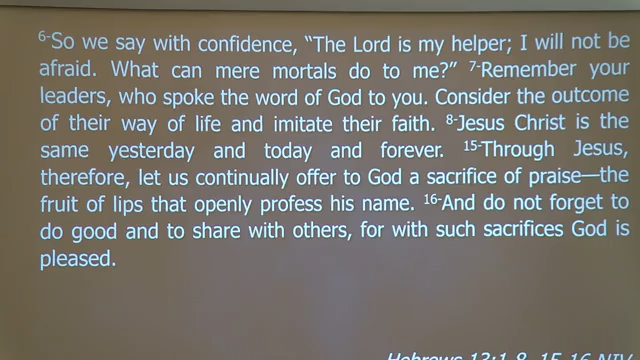 6-So we say with confidence, “The Lord is my helper; I will not be
afraid. What can mere mortals do to me?” 7-Remember your
leaders, who spoke the word of God to you. Consider the outcome
of their way of life and imitate their faith. 8-Jesus Christ is the
same yesterday and today and forever. 15-Through Jesus,
therefore, let us continually offer to God a sacrifice of praise—the
fruit of lips that openly profess his name. 16-And do not forget to
do good and to share with others, for with such sacrifices God is
pleased.
Hebrews 13:1-8, 15-16 NIV